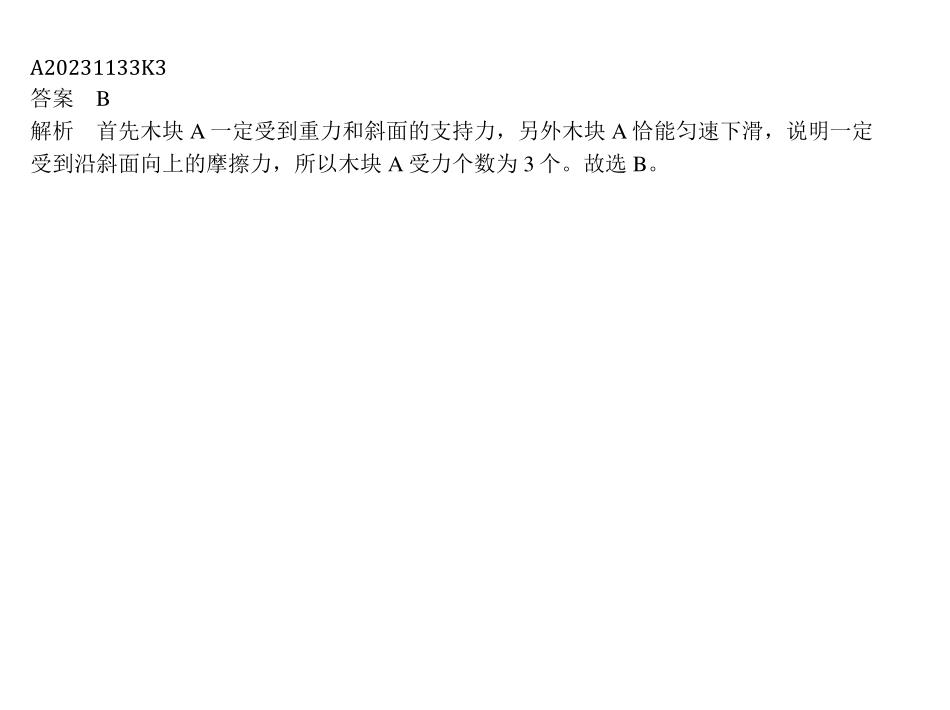 A20231133K3
答案　B
解析　首先木块 A 一定受到重力和斜面的支持力，另外木块 A 恰能匀速下滑，说明一定
受到沿斜面向上的摩擦力，所以木块 A 受力个数为 3 个。故选 B。